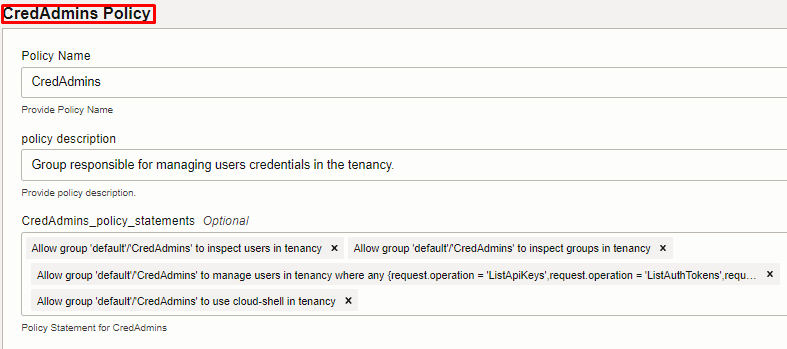 CredAdmins Policy
Policy Name
CredAdmins
Provide Policy Name
policy description
Group responsible for managing users credentials in the tenancy.
Provide policy description.
CredAdmins_policy_statements Optional
Allow group 'default'/'CredAdmins' to inspect users in tenancy × Allow group 'default'/'CredAdmins' to inspect groups in tenancy ×
Allow group 'default'/'CredAdmins' to manage users in tenancy where any {request.operation = 'ListApiKeys',request.operation = 'ListAuthTokens',requ... ×
Allow group 'default'/'CredAdmins' to use cloud-shell in tenancy ×
Policy Statement for CredAdmins